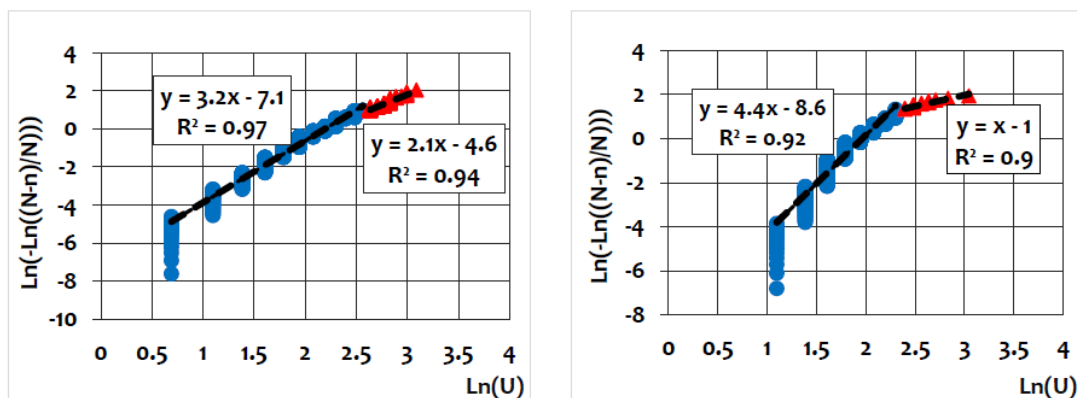 4
2
0
-2
-4
-6
-8
-10
Ln(-Ln((N-n)/N)))
y = 3.2x - 7.1
R² = 0.97
y = 2.1x - 4.6
R² = 0.94
0 0.5 1 1.5 2 2.5 3 3.5 4
Ln(U)
4
2
0
-2
-4
-6
-8
Ln(-Ln((N-n)/N)))
y = 4.4x - 8.6
R² = 0.92
y = x - 1
R² = 0.9
0 0.5 1 1.5 2 2.5 3 3.5 4
Ln(U)